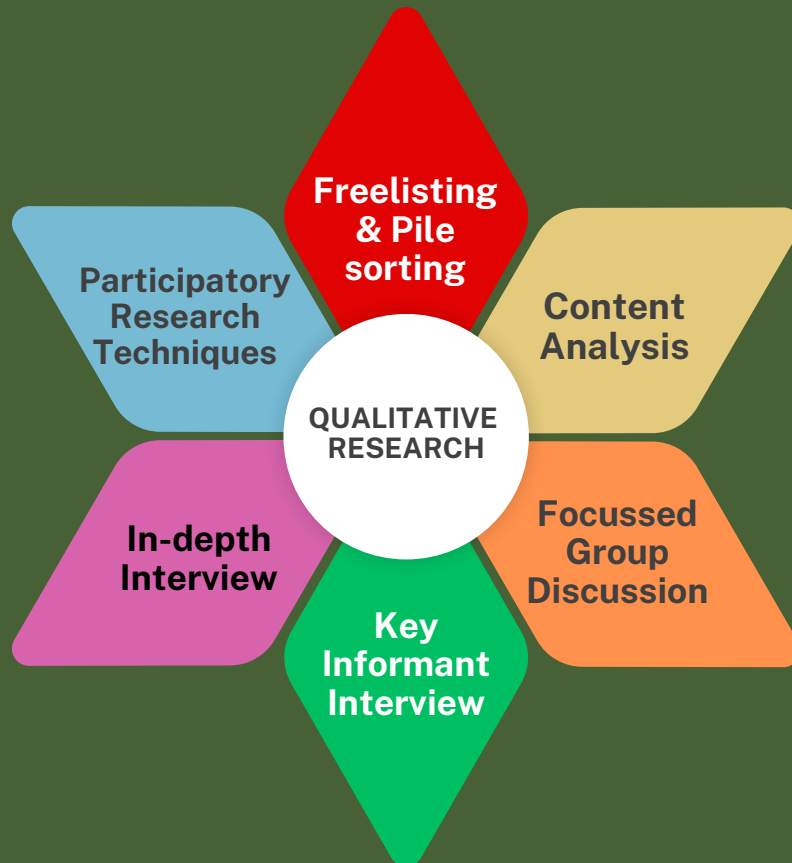 Freelisting
& Pile
sorting
Participatory
Research
Techniques
Content
Analysis
QUALITATIVE
RESEARCH
In-depth
Interview
Focussed
Group
Discussion
Key
Informant
Interview